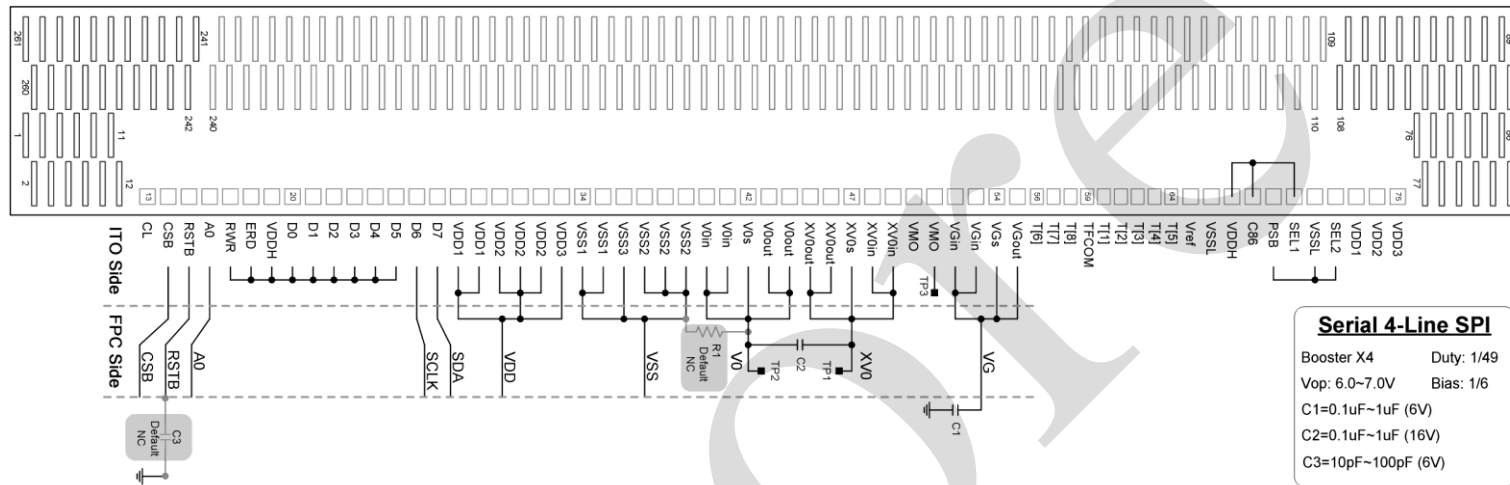 261
241
109
89
260
242
240
110
108
76
1
11
88
2
12
77
13
20
34
42
47
54
56
59
64
75
CL
CSB
RSTB
A0
RWR
ERD
VDDH
D0
D1
D2
D3
D4
D5
D6
D7
VDD1
VDD1
VDD2
VDD2
VDD3
VSS1
VSS1
VSS3
VSS2
VSS2
VSS2
V0in
V0in
V0s
V0out
V0out
XV0out
XV0out
XV0s
XV0in
XV0in
VMO
VMO
VGin
VGin
VGs
VGout
T[6]
T[7]
T[8]
TFCOM
T[1]
T[2]
T[3]
T[4]
T[5]
Vref
VSSL
VDDH
C86
PSB
SEL1
VSSL
SEL2
VDD1
VDD2
VDD3
ITO Side
FPC Side
TP3
CSB
RSTB
A0
SCLK
SDA
VDD
VSS
R1
Default
NC
V0
TP2
C2
TP1
XV0
VG
C1
C3
Default
NC
Serial 4-Line SPI
Booster X4 Duty: 1/49
Vop: 6.0~7.0V Bias: 1/6
C1=0.1uF~1uF (6V)
C2=0.1uF~1uF (16V)
C3=10pF~100pF (6V)
ore